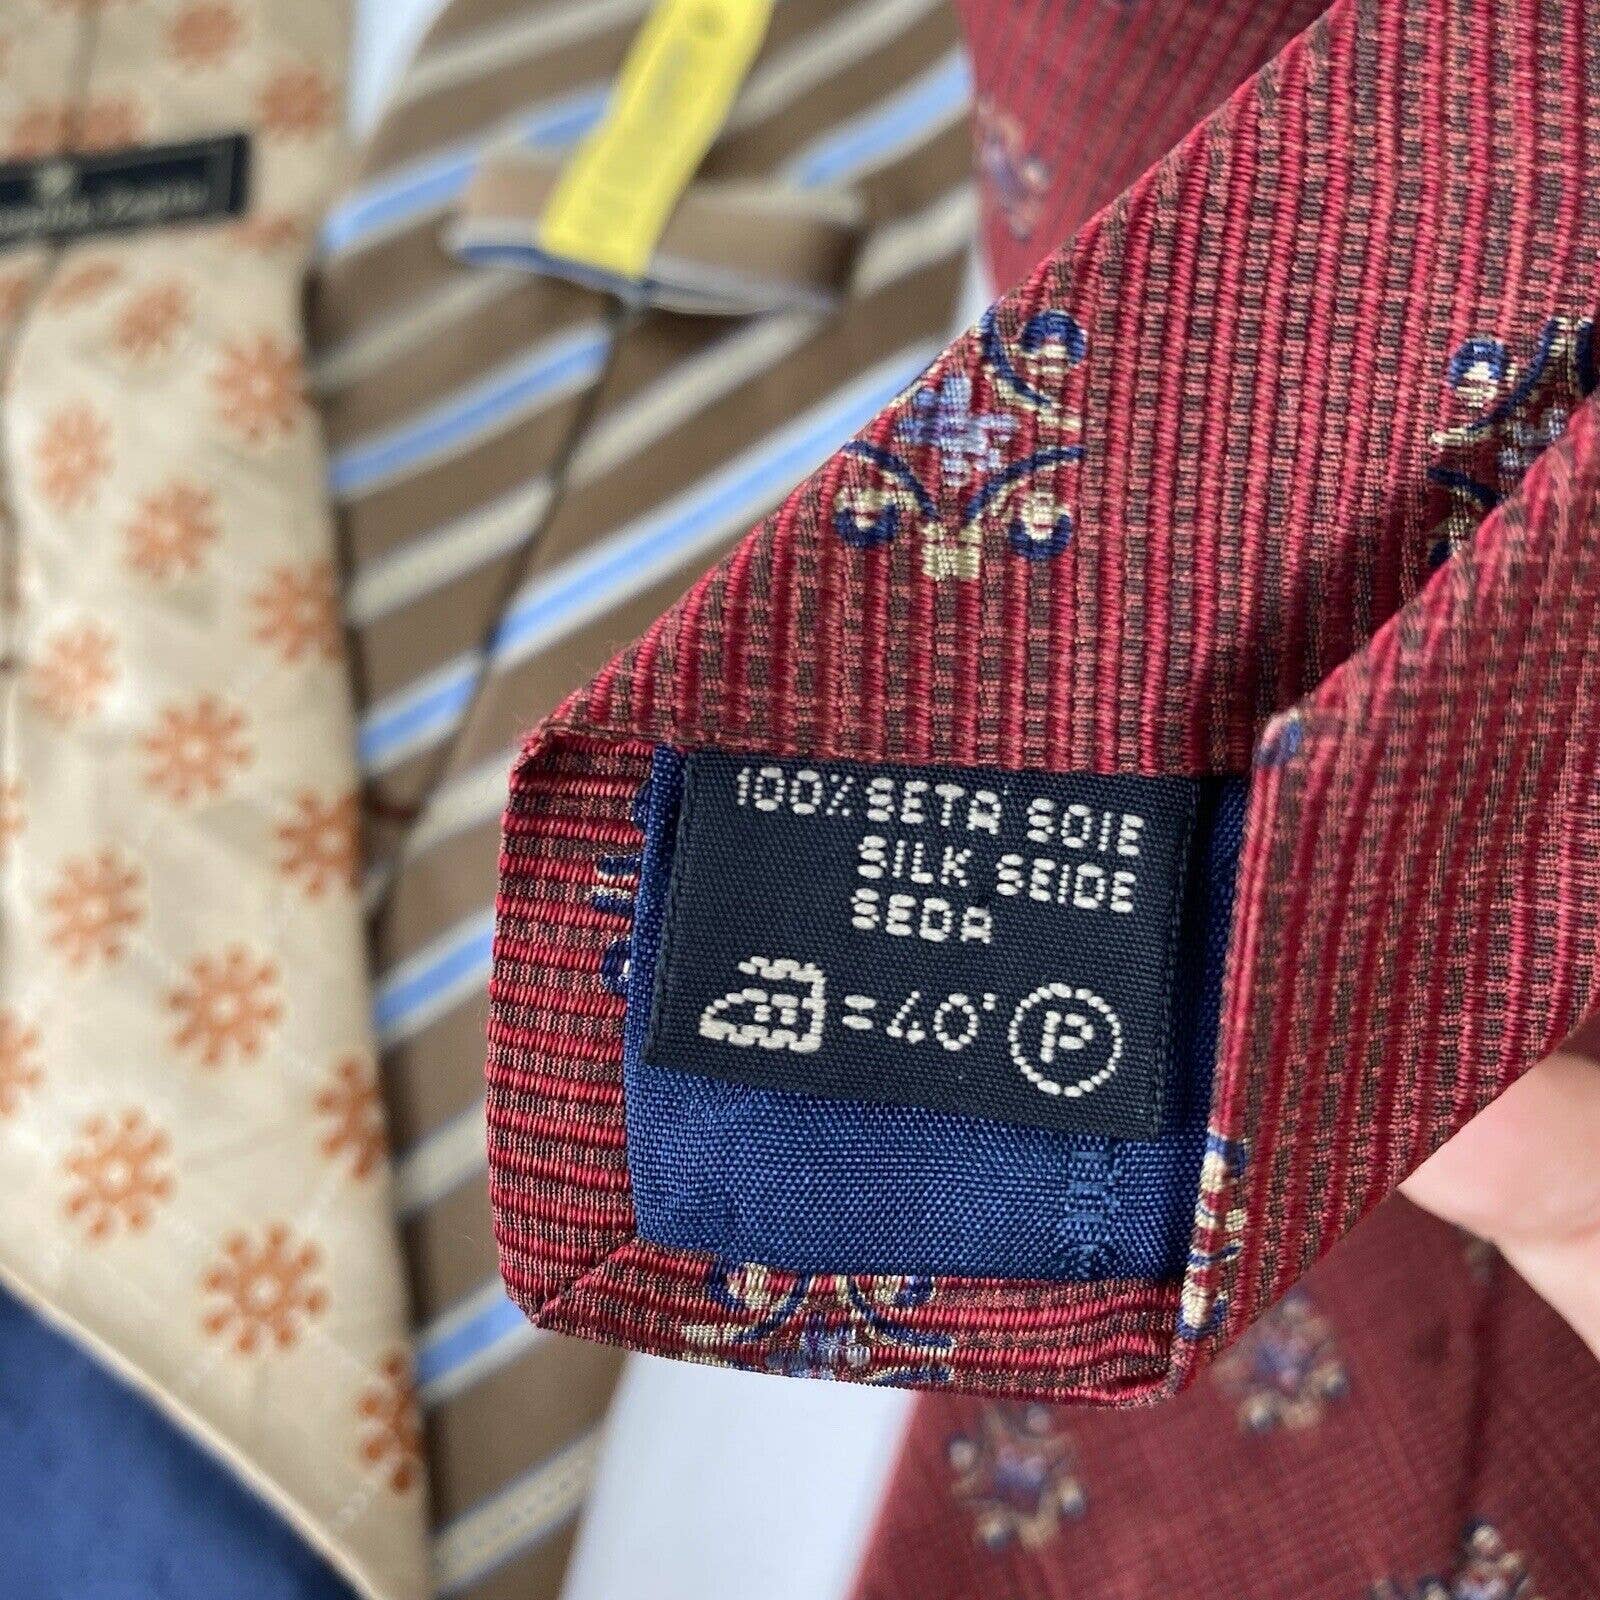 100% SETA SOIE
SILK SEIDE
SEDA
= 40° P